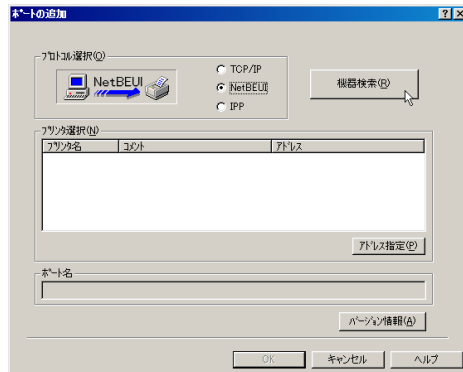 ﾎﾟｰﾄの追加
ﾌﾟﾛﾄｺﾙ選択(O)
NetBEUI
TCP/IP
NetBEUI
IPP
機器検索(R)
ﾌﾟﾘﾝﾀ選択(N)
ﾌﾟﾘﾝﾀ名 ｺﾒﾝﾄ ｱﾄﾞﾚｽ
ｱﾄﾞﾚｽ指定(P)
ﾎﾟｰﾄ名
ﾊﾞｰｼﾞｮﾝ情報(A)
OK ｷｬﾝｾﾙ ﾍﾙﾌﾟ